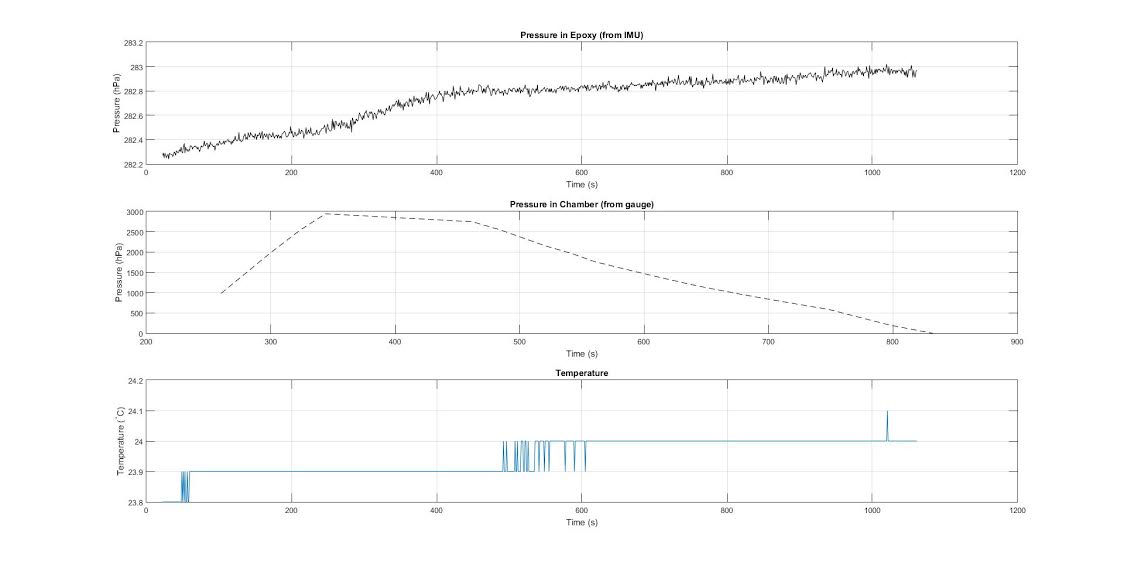 Pressure in Epoxy (from IMU)
Pressure (hPa)
283.2
283
282.8
282.6
282.4
282.2
0 200 400 600 800 1000 1200
Time (s)
Pressure in Chamber (from gauge)
Pressure (hPa)
3000
2500
2000
1500
1000
500
0
200 300 400 500 600 700 800 900
Time (s)
Temperature
Temperature (°C)
24.2
24.1
24
23.9
23.8
0 200 400 600 800 1000 1200
Time (s)